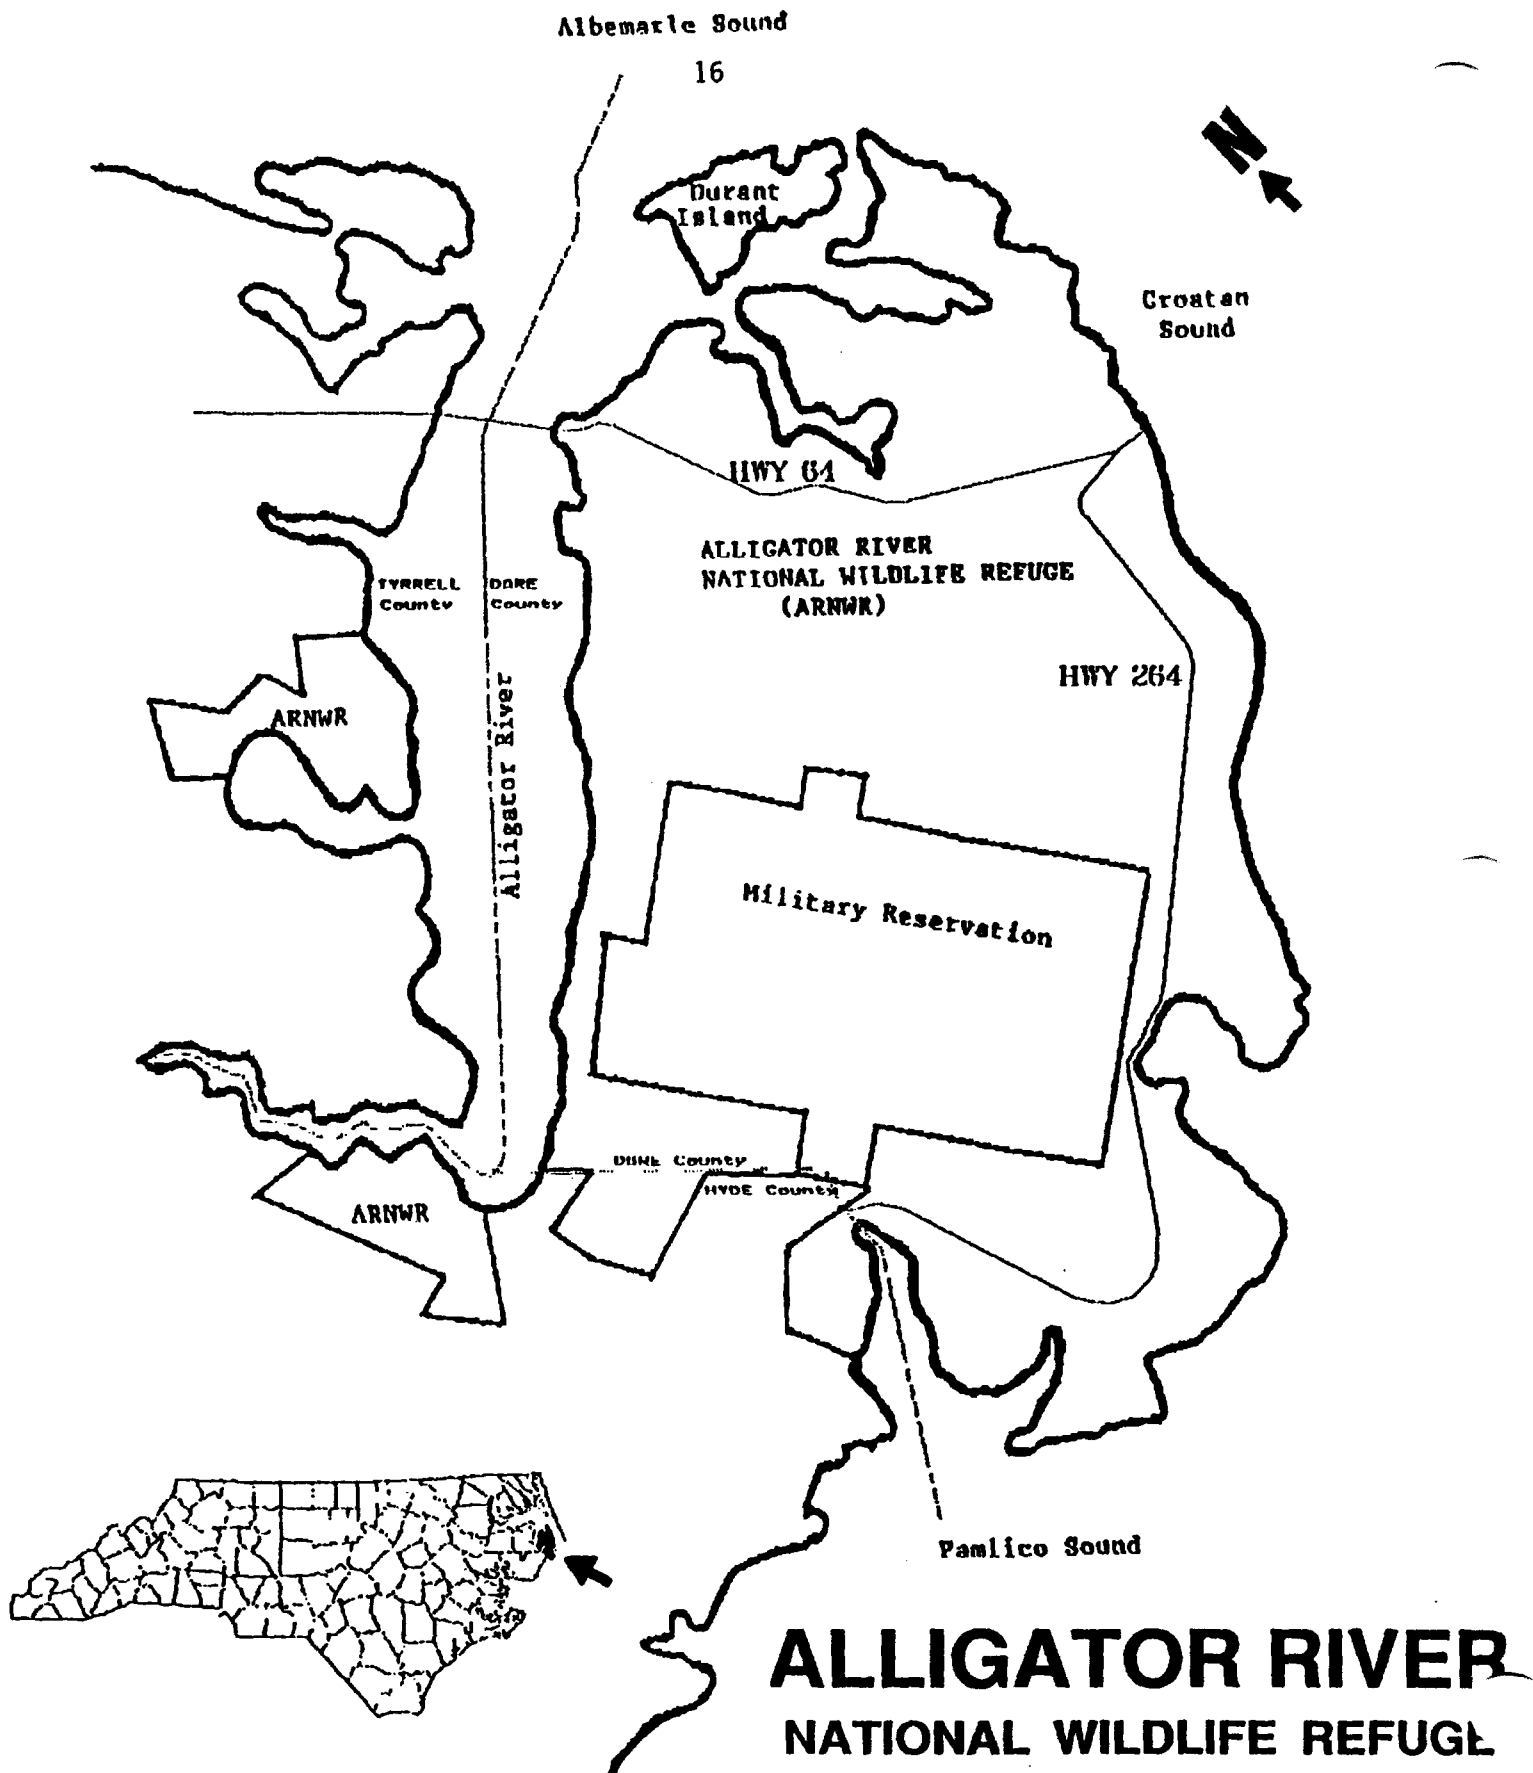 Albemarle Sound
16
N
Durant
Island
Croatan
Sound
HWY 64
ALLIGATOR RIVER
NATIONAL WILDLIFE REFUGE
(ARNWR)
TYRRELL
County
DARE
County
HWY 264
ARNWR
Alligator River
Military Reservation
DARE County
HYDE County
ARNWR
Pamlico Sound
ALLIGATOR RIVER
NATIONAL WILDLIFE REFUGE